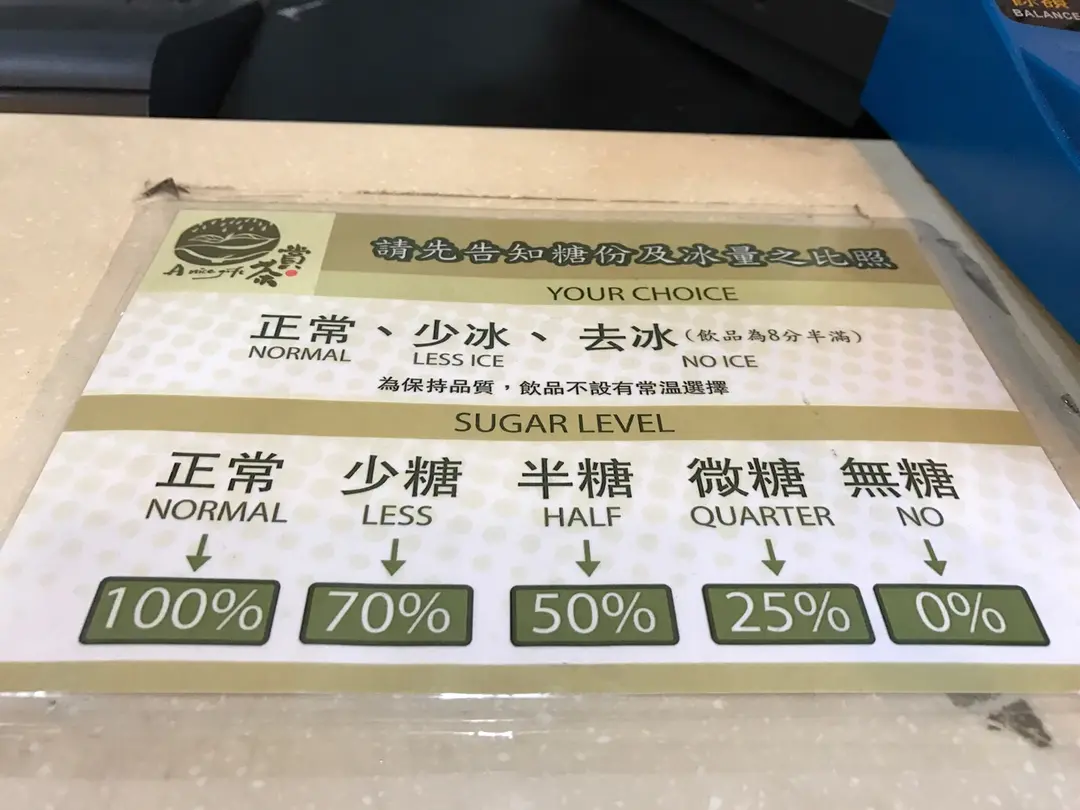 BALANCE
賞茶
A nice gift
請先告知糖份及冰量之比照
YOUR CHOICE
正常、少冰、去冰(飲品為8分半滿)
NORMAL LESS ICE NO ICE
為保持品質，飲品不設有常温選擇
SUGAR LEVEL
正常 少糖 半糖 微糖 無糖
NORMAL LESS HALF QUARTER NO
100% 70% 50% 25% 0%